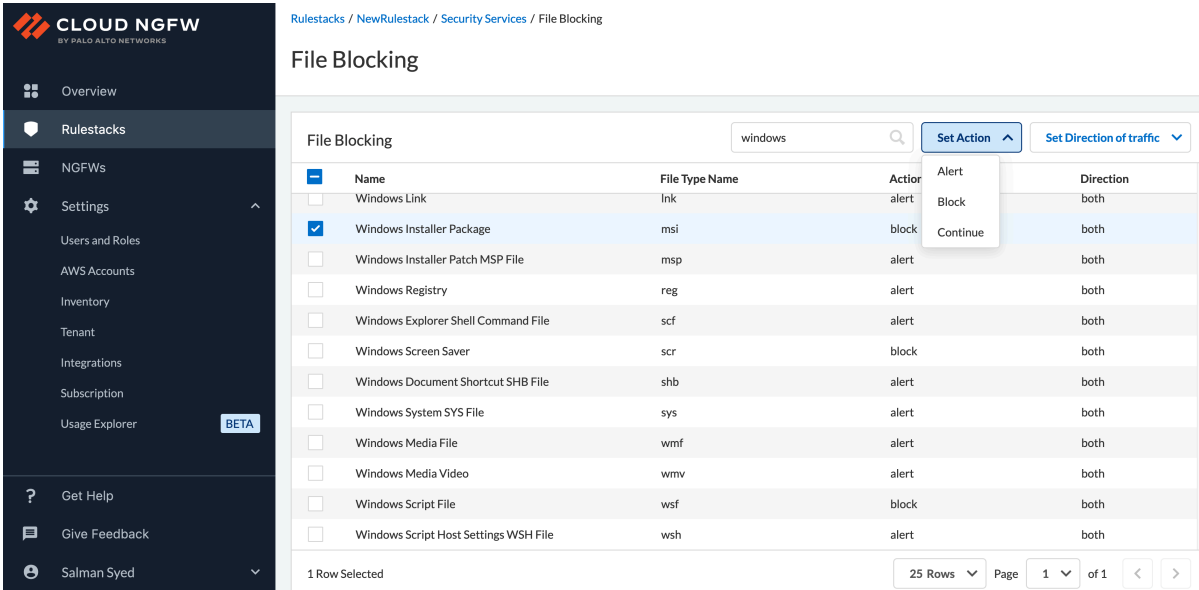 CLOUD NGFW
BY PALO ALTO NETWORKS
Overview
Rulestacks
NGFWs
Settings
Users and Roles
AWS Accounts
Inventory
Tenant
Integrations
Subscription
Usage Explorer BETA
Get Help
Give Feedback
Salman Syed
Rulestacks / NewRulestack / Security Services / File Blocking
File Blocking
File Blocking windows Set Action Set Direction of traffic
Alert
Block
Continue
Name File Type Name Action Direction
Windows Link lnk alert both
Windows Installer Package msi block both
Windows Installer Patch MSP File msp alert both
Windows Registry reg alert both
Windows Explorer Shell Command File scf alert both
Windows Screen Saver scr block both
Windows Document Shortcut SHB File shb alert both
Windows System SYS File sys alert both
Windows Media File wmf alert both
Windows Media Video wmv alert both
Windows Script File wsf block both
Windows Script Host Settings WSH File wsh alert both
1 Row Selected 25 Rows Page 1 of 1